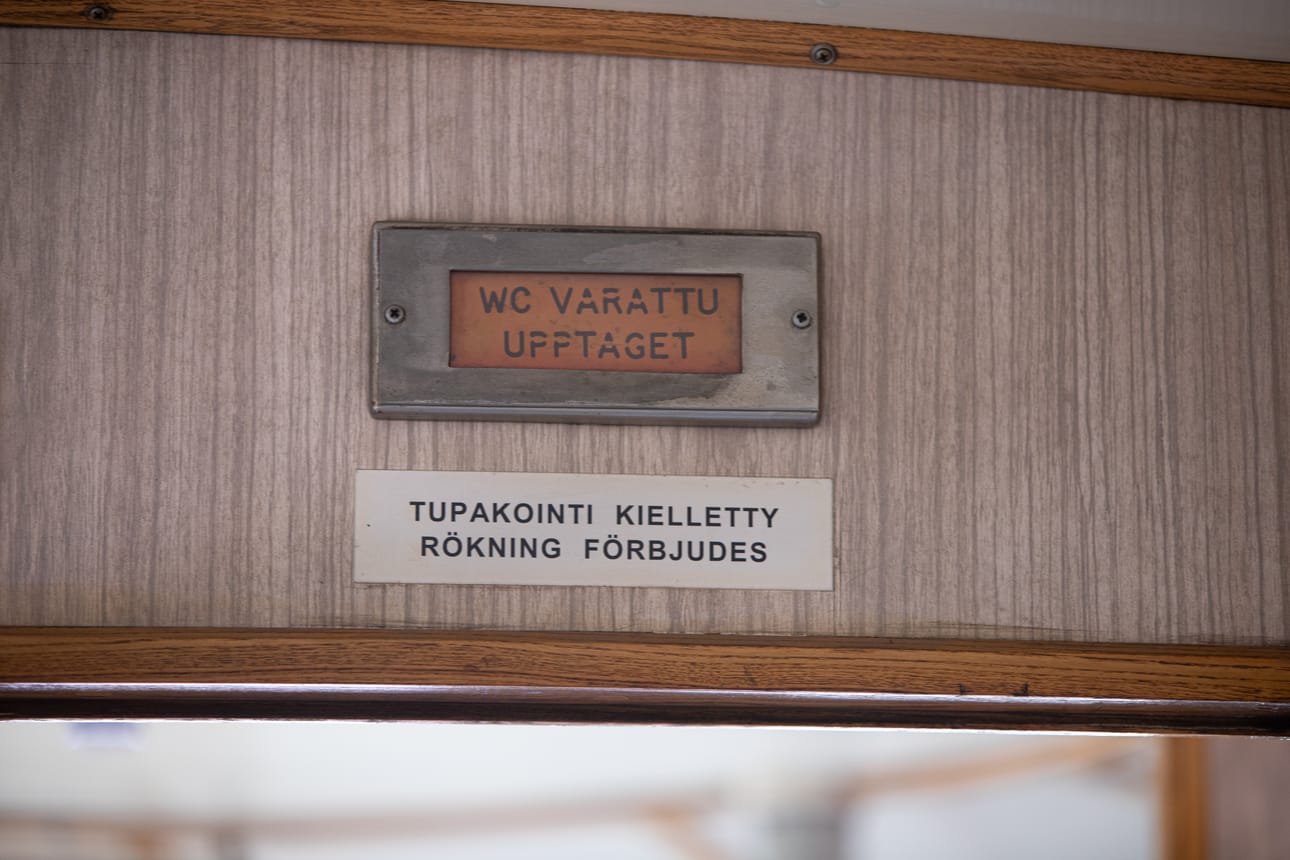 WC VARATTU
UPPTAGET
TUPAKOINTI KIELLETTY
RÖKNING FÖRBJUDES